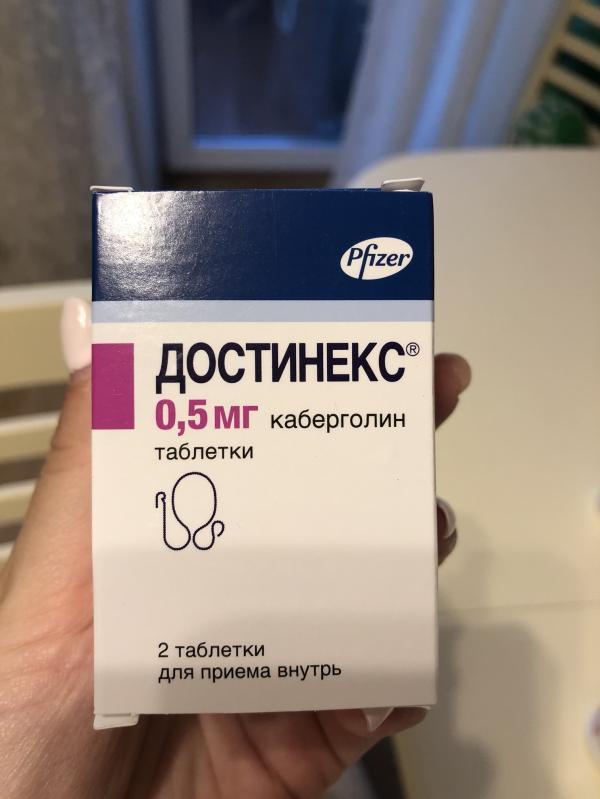 Pfizer
ДОСТИНЕКС®
0,5 мг каберголин
таблетки
2 таблетки
для приема внутрь